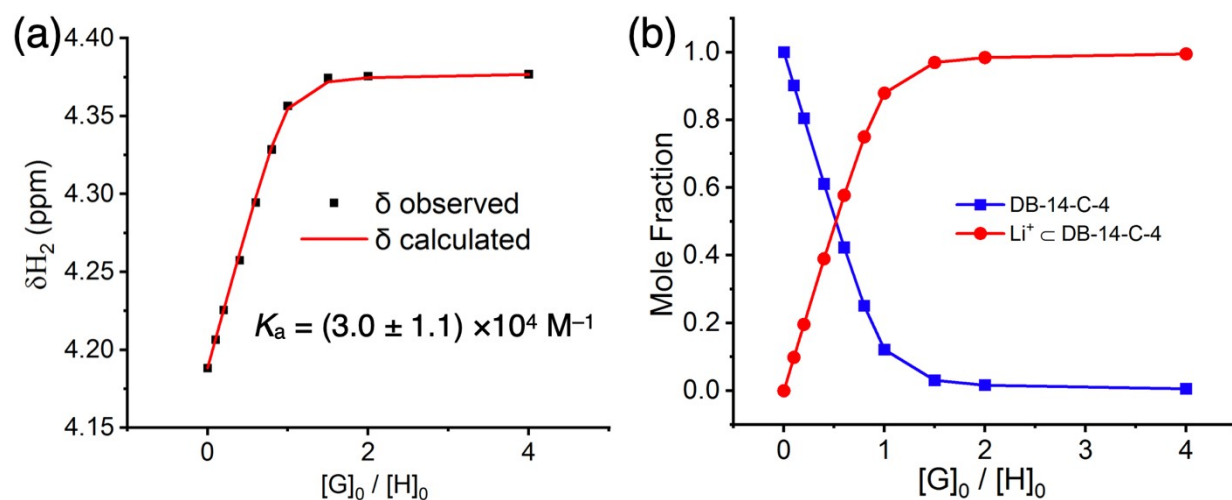 (a)
4.40
4.35
4.30
4.25
4.20
4.15
δH₂ (ppm)
δ observed
δ calculated
Kₐ = (3.0 ± 1.1) ×10⁴ M⁻¹
0 2 4
[G]₀ / [H]₀
(b)
1.0
0.8
0.6
0.4
0.2
0.0
Mole Fraction
DB-14-C-4
Li⁺ ⊂ DB-14-C-4
0 1 2 3 4
[G]₀ / [H]₀